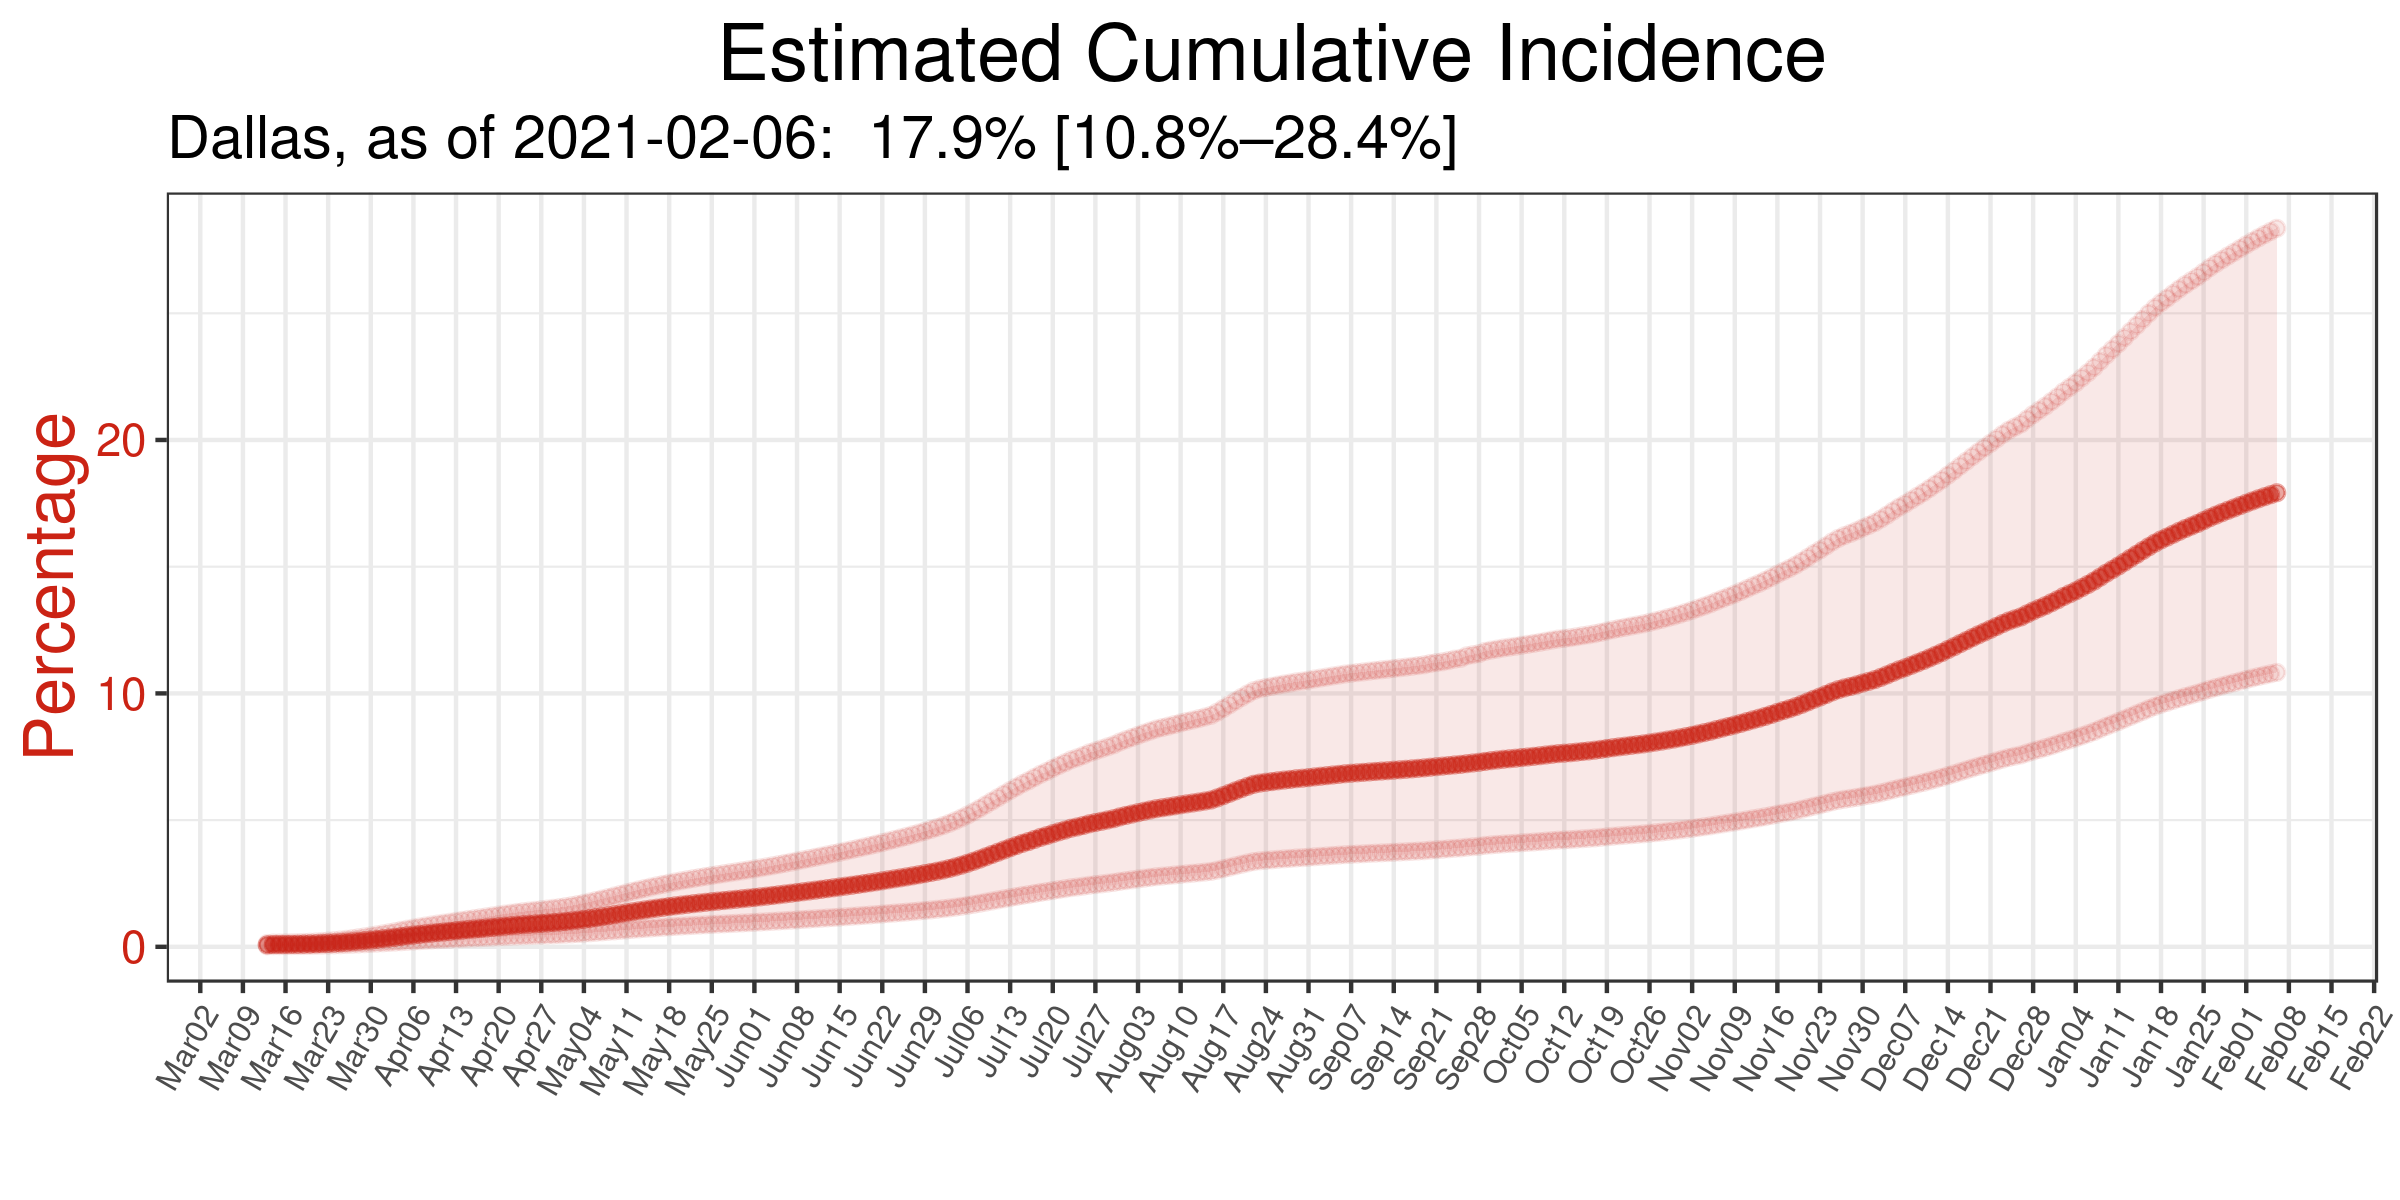 Estimated Cumulative Incidence
Dallas, as of 2021-02-06:  17.9% [10.8%–28.4%]
Percentage
20
10
0
Mar02
Mar09
Mar16
Mar23
Mar30
Apr06
Apr13
Apr20
Apr27
May04
May11
May18
May25
Jun01
Jun08
Jun15
Jun22
Jun29
Jul06
Jul13
Jul20
Jul27
Aug03
Aug10
Aug17
Aug24
Aug31
Sep07
Sep14
Sep21
Sep28
Oct05
Oct12
Oct19
Oct26
Nov02
Nov09
Nov16
Nov23
Nov30
Dec07
Dec14
Dec21
Dec28
Jan04
Jan11
Jan18
Jan25
Feb01
Feb08
Feb15
Feb22